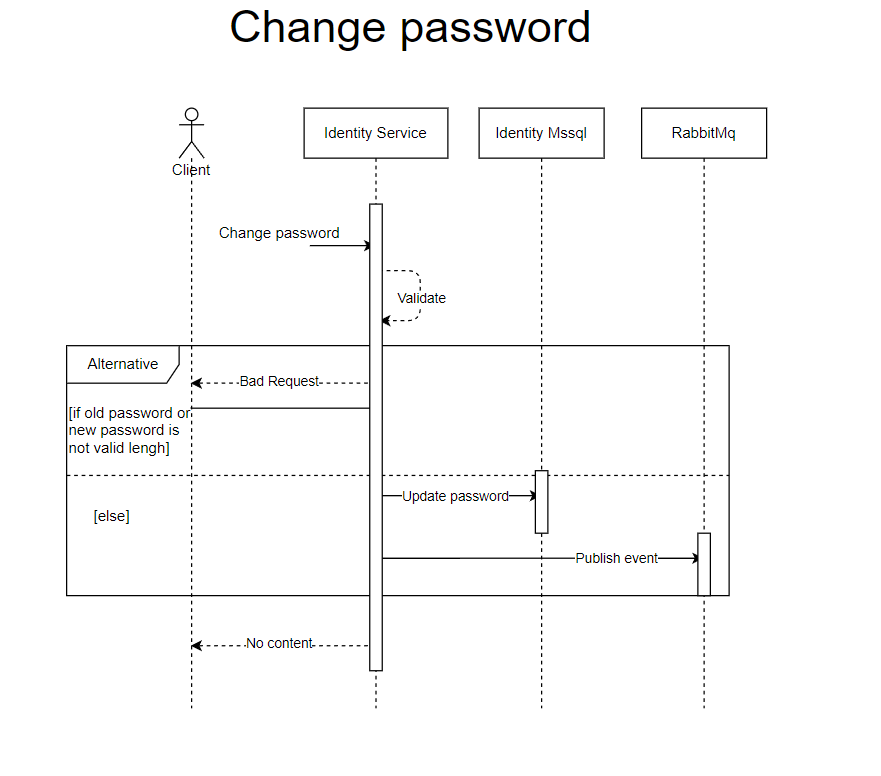 Change password
Client
Identity Service
Identity Mssql
RabbitMq
Change password
Validate
Alternative
Bad Request
[if old password or
new password is
not valid lengh]
Update password
[else]
Publish event
No content